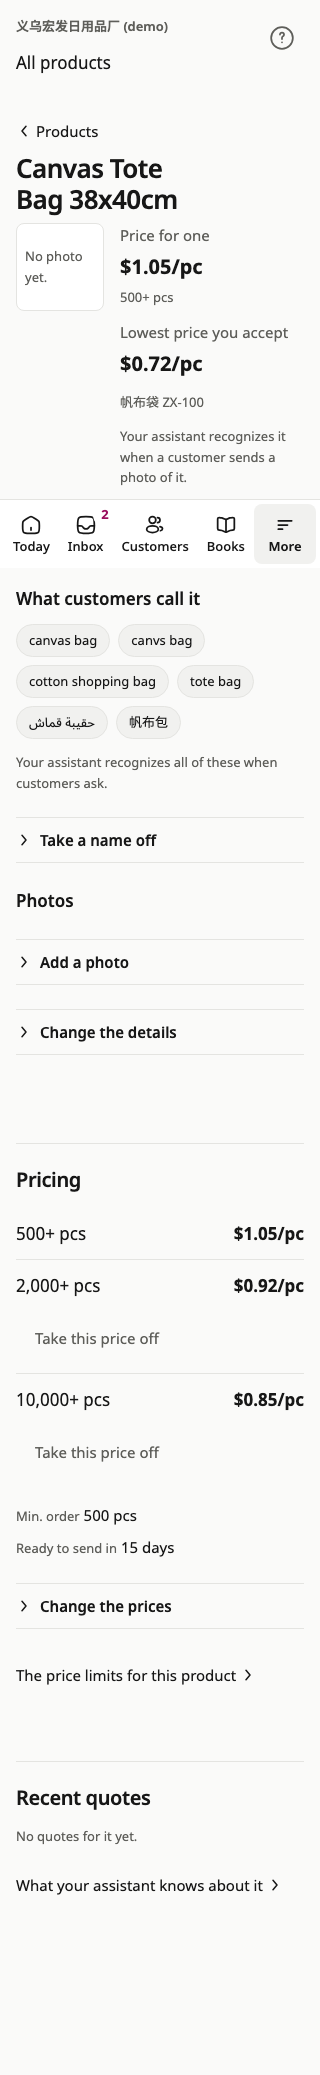 义乌宏发日用品厂 (demo)
All products
Products
Canvas Tote
Bag 38x40cm
No photo
yet.
Price for one
$1.05/pc
500+ pcs
Lowest price you accept
$0.72/pc
帆布袋 ZX-100
Your assistant recognizes it
when a customer sends a
photo of it.
Today
Inbox
2
Customers
Books
More
What customers call it
canvas bag
canvs bag
cotton shopping bag
tote bag
حقيبة قماش
帆布包
Your assistant recognizes all of these when
customers ask.
Take a name off
Photos
Add a photo
Change the details
Pricing
500+ pcs $1.05/pc
2,000+ pcs $0.92/pc
Take this price off
10,000+ pcs $0.85/pc
Take this price off
Min. order 500 pcs
Ready to send in 15 days
Change the prices
The price limits for this product
Recent quotes
No quotes for it yet.
What your assistant knows about it